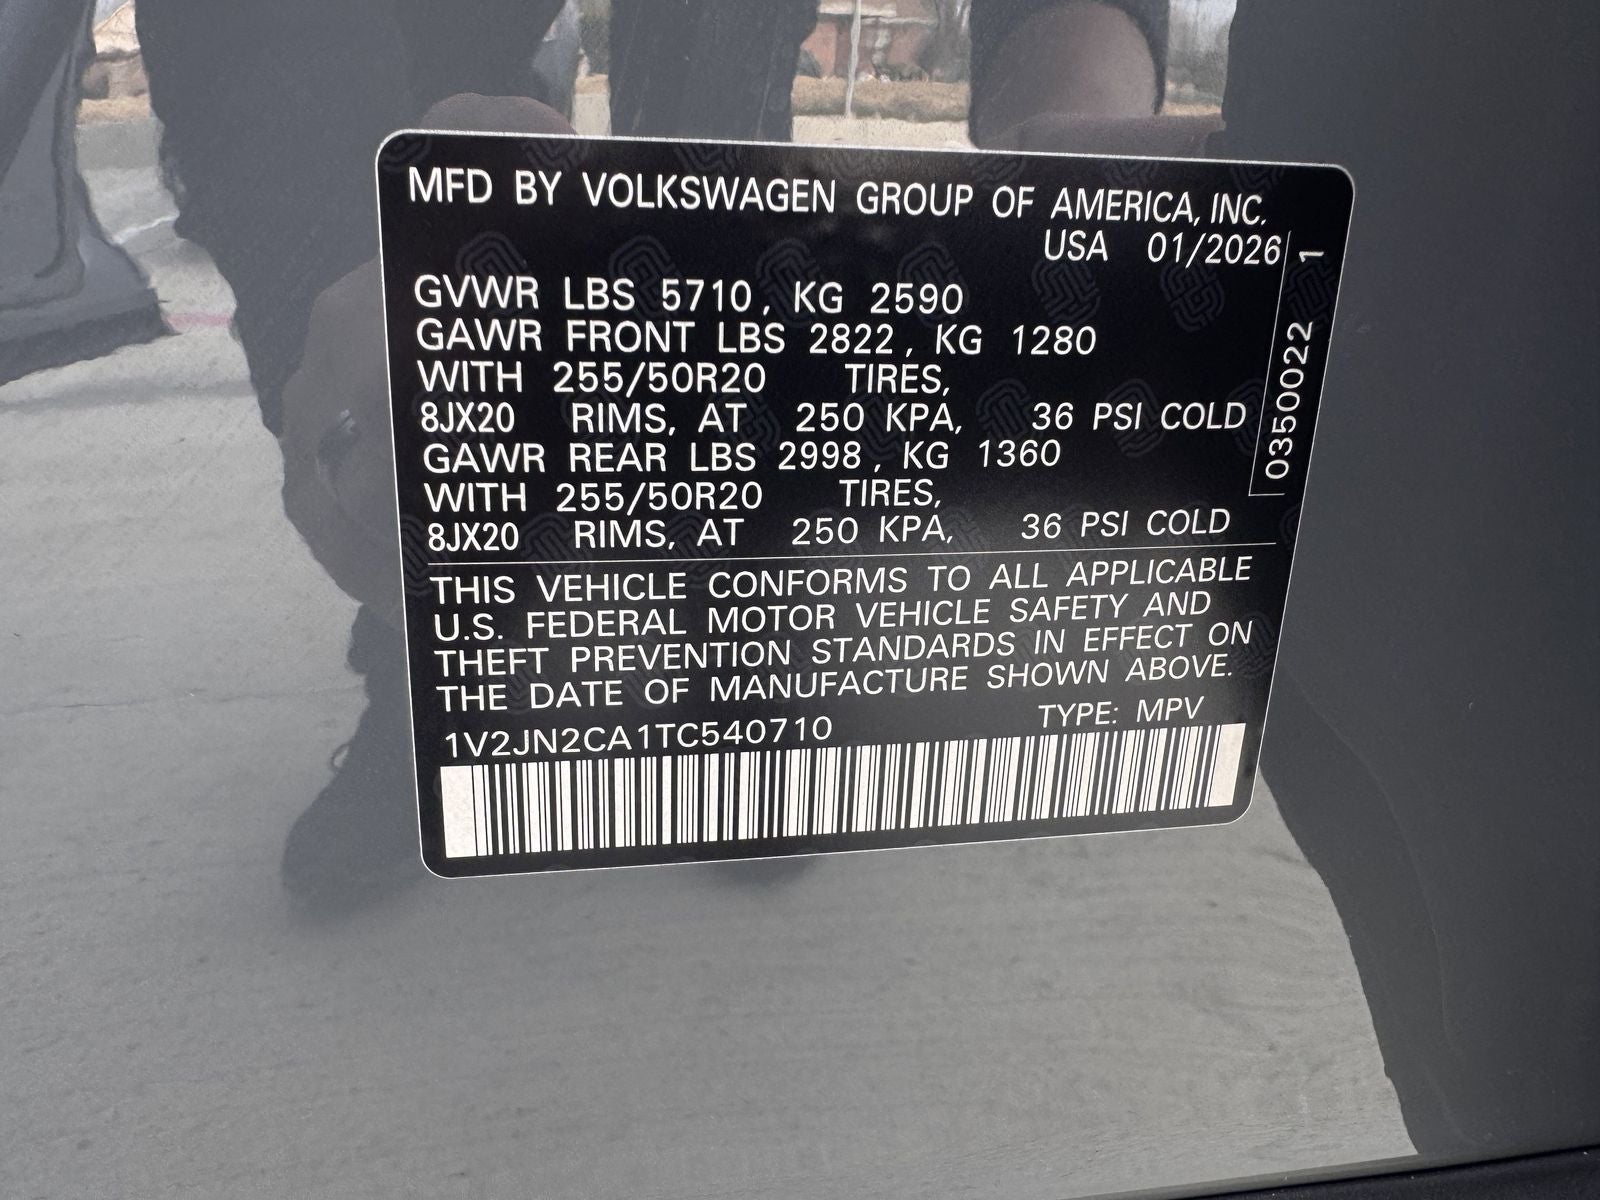 MFD BY VOLKSWAGEN GROUP OF AMERICA, INC.
USA 01/2026
GVWR LBS 5710, KG 2590
GAWR FRONT LBS 2822, KG 1280
WITH 255/50R20 TIRES,
8JX20 RIMS, AT 250 KPA, 36 PSI COLD
GAWR REAR LBS 2998, KG 1360
WITH 255/50R20 TIRES,
8JX20 RIMS, AT 250 KPA, 36 PSI COLD
0350022 1
THIS VEHICLE CONFORMS TO ALL APPLICABLE
U.S. FEDERAL MOTOR VEHICLE SAFETY AND
THEFT PREVENTION STANDARDS IN EFFECT ON
THE DATE OF MANUFACTURE SHOWN ABOVE.
1V2JN2CA1TC540710 TYPE: MPV